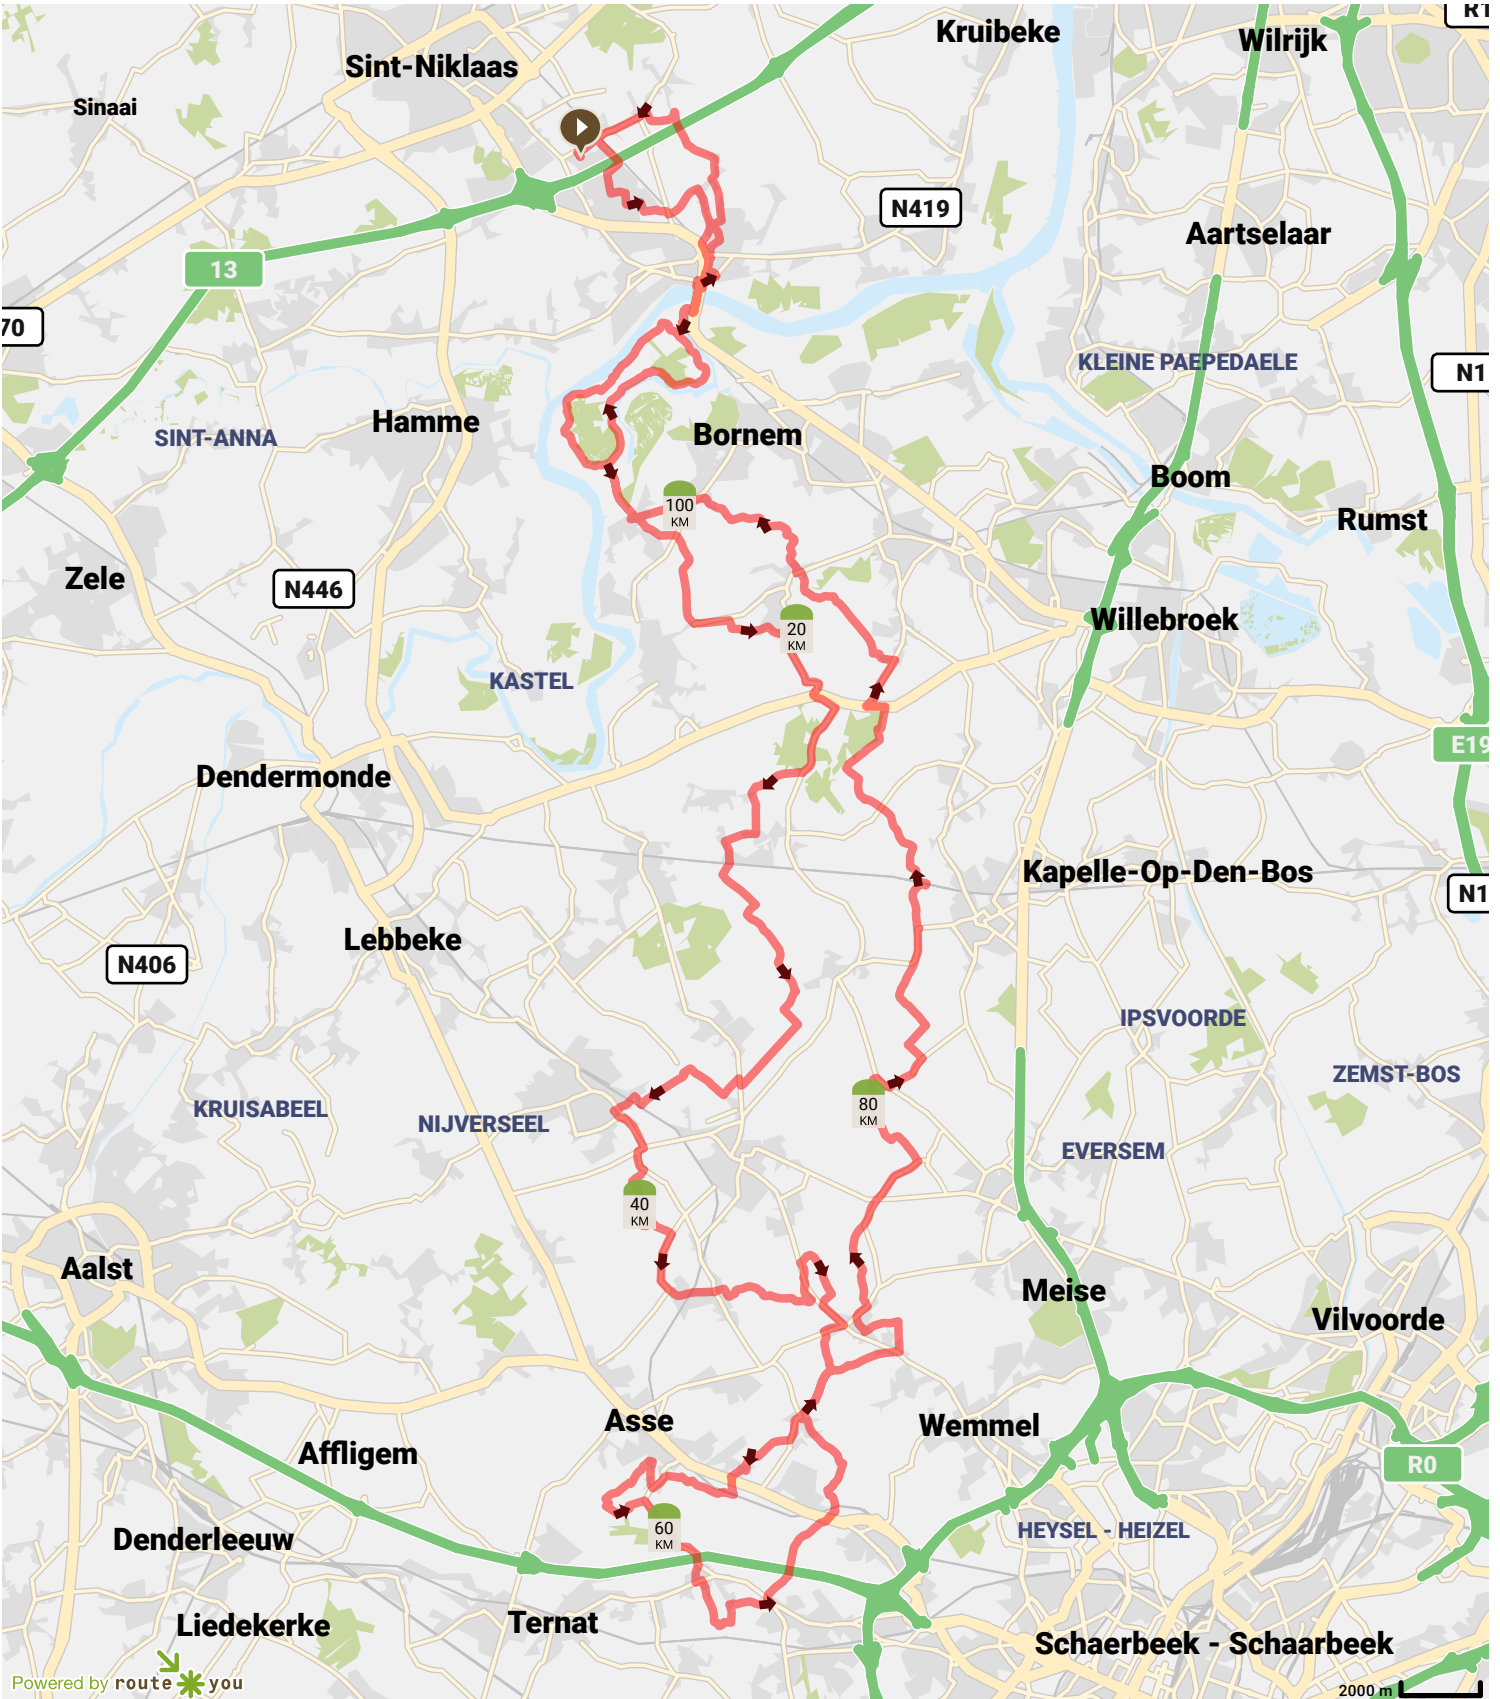 R1
Kruibeke
Wilrijk
Sint-Niklaas
Sinaai
N419
Aartselaar
13
70
KLEINE PAEPEDAELE
N1
Hamme
SINT-ANNA
Bornem
Boom
100
KM
Rumst
Zele
N446
20
KM
Willebroek
KASTEL
E19
Dendermonde
Kapelle-Op-Den-Bos
N1
Lebbeke
N406
IPSVOORDE
ZEMST-BOS
KRUISABEEL
NIJVERSEEL
80
KM
EVERSEM
40
KM
Aalst
Meise
Vilvoorde
Asse
Wemmel
Affligem
R0
60
KM
HEYSEL - HEIZEL
Denderleeuw
Liedekerke
Ternat
Schaerbeek - Schaarbeek
Powered by route you
2000 m